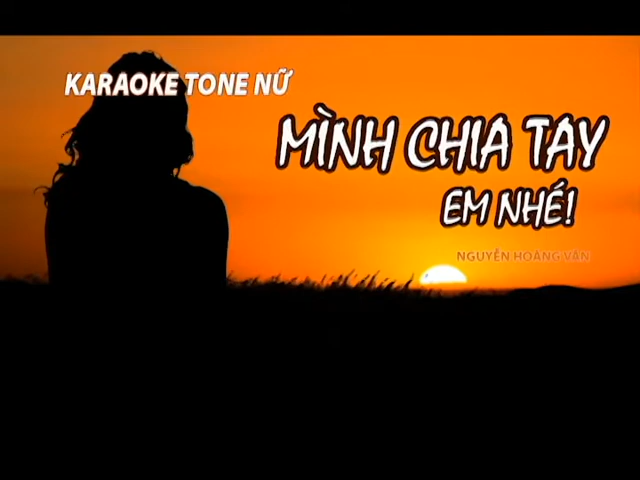 KARAOKE TONE NỮ
MÌNH CHIA TAY
EM NHÉ!
NGUYỄN HOÀNG VÂN